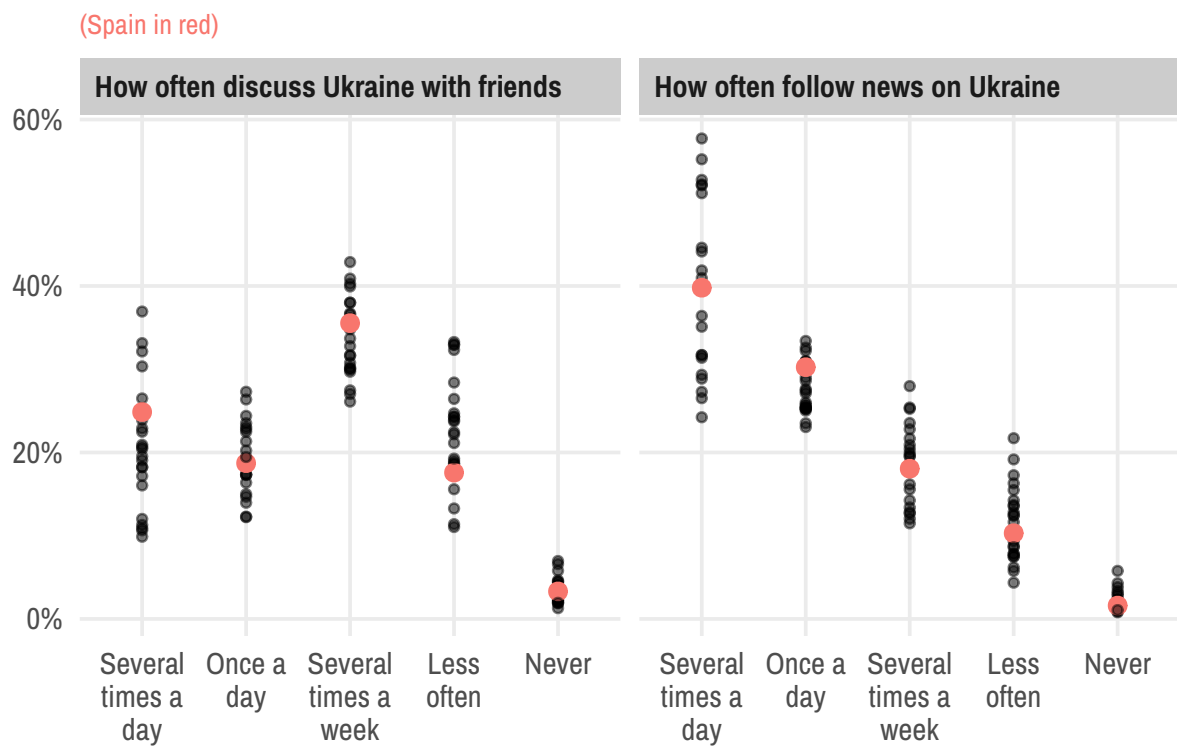 (Spain in red)
How often discuss Ukraine with friends
How often follow news on Ukraine
60%
40%
20%
0%
Several
times a
day
Once a
day
Several
times a
week
Less
often
Never
Several
times a
day
Once a
day
Several
times a
week
Less
often
Never